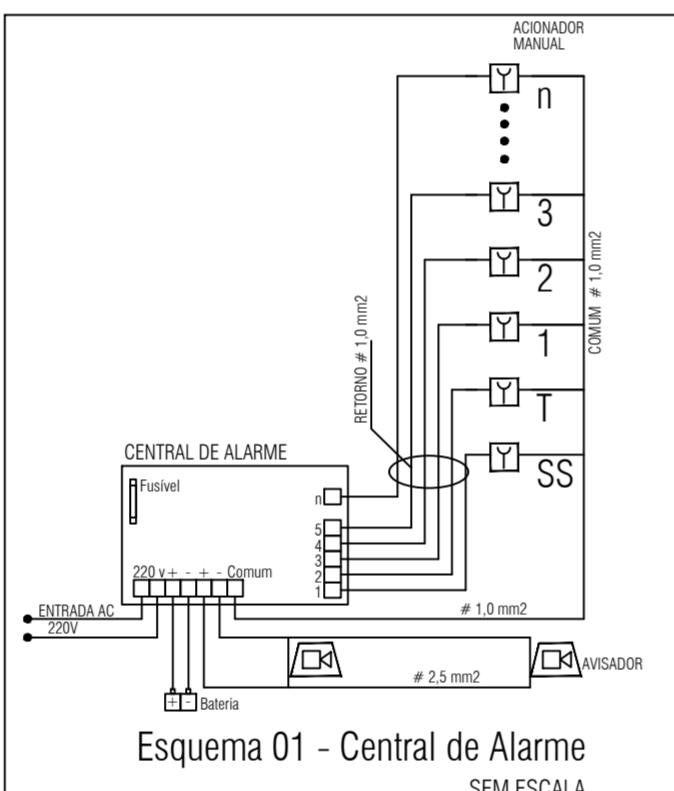 ACIONADOR
MANUAL
n
3
2
1
T
SS
COMUM # 1,0 mm2
RETORNO # 1,0 mm2
CENTRAL DE ALARME
Fusível
n
5
4
3
2
1
220 v + - + - Comum
ENTRADA AC
220V
# 1,0 mm2
# 2,5 mm2
AVISADOR
+ - Bateria
Esquema 01 - Central de Alarme
SEM ESCALA